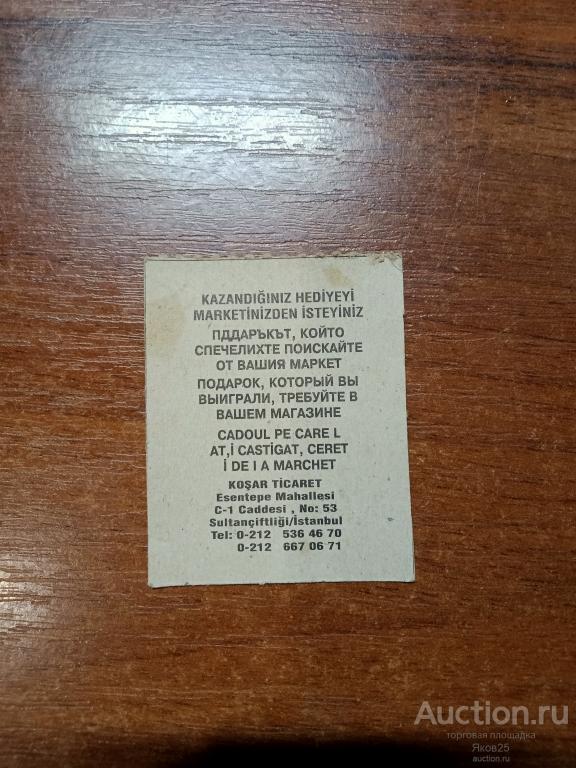 KAZANDIĞINIZ HEDİYEYİ
MARKETİNİZDEN İSTEYİNİZ
ПДДАРЪКЪТ, КОЙТО
СПЕЧЕЛИХТЕ ПОИСКАЙТЕ
ОТ ВАШИЯ МАРКЕТ
ПОДАРОК, КОТОРЫЙ ВЫ
ВЫИГРАЛИ, ТРЕБУЙТЕ В
ВАШЕМ МАГАЗИНЕ
CADOUL PE CARE L
AT,İ CASTİGAT, CERET
İ DE I A MARCHET
KOŞAR TİCARET
Esentepe Mahallesi
C-1 Caddesi , No: 53
Sultançiftliği/İstanbul
Tel: 0-212 536 46 70
0-212 667 06 71
Auction.ru
торговая площадка
Яков25
auction.ru